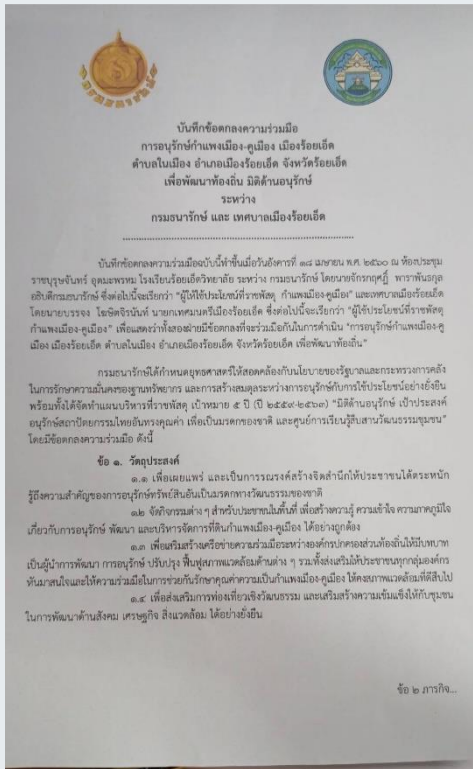 กรมธนารักษ์
บันทึกข้อตกลงความร่วมมือ
การอนุรักษ์กำแพงเมือง-คูเมือง เมืองร้อยเอ็ด
ตำบลในเมือง อำเภอเมืองร้อยเอ็ด จังหวัดร้อยเอ็ด
เพื่อพัฒนาท้องถิ่น มิติด้านอนุรักษ์
ระหว่าง
กรมธนารักษ์ และ เทศบาลเมืองร้อยเอ็ด
บันทึกข้อตกลงความร่วมมือฉบับนี้ทำขึ้นเมื่อวันอังคารที่ ๑๘ เมษายน พ.ศ. ๒๕๖๐ ณ ห้องประชุม
ราชบุรุษจันทร์ อุตมะพรหม โรงเรียนร้อยเอ็ดวิทยาลัย ระหว่าง กรมธนารักษ์ โดยนายจักรกฤศฏิ์ พาราพันธกุล
อธิบดีกรมธนารักษ์ ซึ่งต่อไปนี้จะเรียกว่า "ผู้ให้ใช้ประโยชน์ที่ราชพัสดุ กำแพงเมือง-คูเมือง" และเทศบาลเมืองร้อยเอ็ด
โดยนายบรรจง โฆษิตจิรนันท์ นายกเทศมนตรีเมืองร้อยเอ็ด ซึ่งต่อไปนี้จะเรียกว่า "ผู้ใช้ประโยชน์ที่ราชพัสดุ
กำแพงเมือง-คูเมือง" เพื่อแสดงว่าทั้งสองฝ่ายมีข้อตกลงที่จะร่วมมือกันในการดำเนิน "การอนุรักษ์กำแพงเมือง-คู
เมือง เมืองร้อยเอ็ด ตำบลในเมือง อำเภอเมืองร้อยเอ็ด จังหวัดร้อยเอ็ด เพื่อพัฒนาท้องถิ่น"
กรมธนารักษ์ได้กำหนดยุทธศาสตร์ให้สอดคล้องกับนโยบายของรัฐบาลและกระทรวงการคลัง
ในการรักษาความมั่นคงของฐานทรัพยากร และการสร้างสมดุลระหว่างการอนุรักษ์กับการใช้ประโยชน์อย่างยั่งยืน
พร้อมทั้งได้จัดทำแผนบริหารที่ราชพัสดุ เป้าหมาย ๕ ปี (ปี ๒๕๕๙-๒๕๖๓) "มิติด้านอนุรักษ์ เป้าประสงค์
อนุรักษ์สถาปัตยกรรมไทยอันทรงคุณค่า เพื่อเป็นมรดกของชาติ และศูนย์การเรียนรู้สืบสานวัฒนธรรมชุมชน"
โดยมีข้อตกลงความร่วมมือ ดังนี้
ข้อ ๑. วัตถุประสงค์
๑.๑ เพื่อเผยแพร่ และเป็นการรณรงค์สร้างจิตสำนึกให้ประชาชนได้ตระหนัก
รู้ถึงความสำคัญของการอนุรักษ์ทรัพย์สินอันเป็นมรดกทางวัฒนธรรมของชาติ
๑.๒ จัดกิจกรรมต่าง ๆ สำหรับประชาชนในพื้นที่ เพื่อสร้างความรู้ ความเข้าใจ ความภาคภูมิใจ
เกี่ยวกับการอนุรักษ์ พัฒนา และบริหารจัดการที่ดินกำแพงเมือง-คูเมือง ได้อย่างถูกต้อง
๑.๓ เพื่อเสริมสร้างเครือข่ายความร่วมมือระหว่างองค์กรปกครองส่วนท้องถิ่นให้มีบทบาท
เป็นผู้นำการพัฒนา การอนุรักษ์ ปรับปรุง ฟื้นฟูสภาพแวดล้อมด้านต่าง ๆ รวมทั้งส่งเสริมให้ประชาชนทุกกลุ่มองค์กร
หันมาสนใจและให้ความร่วมมือในการช่วยกันรักษาคุณค่าความเป็นกำแพงเมือง-คูเมือง ให้คงสภาพแวดล้อมที่ดีสืบไป
๑.๔ เพื่อส่งเสริมการท่องเที่ยวเชิงวัฒนธรรม และเสริมสร้างความเข้มแข็งให้กับชุมชน
ในการพัฒนาด้านสังคม เศรษฐกิจ สิ่งแวดล้อม ได้อย่างยั่งยืน
ข้อ ๒ ภารกิจ...